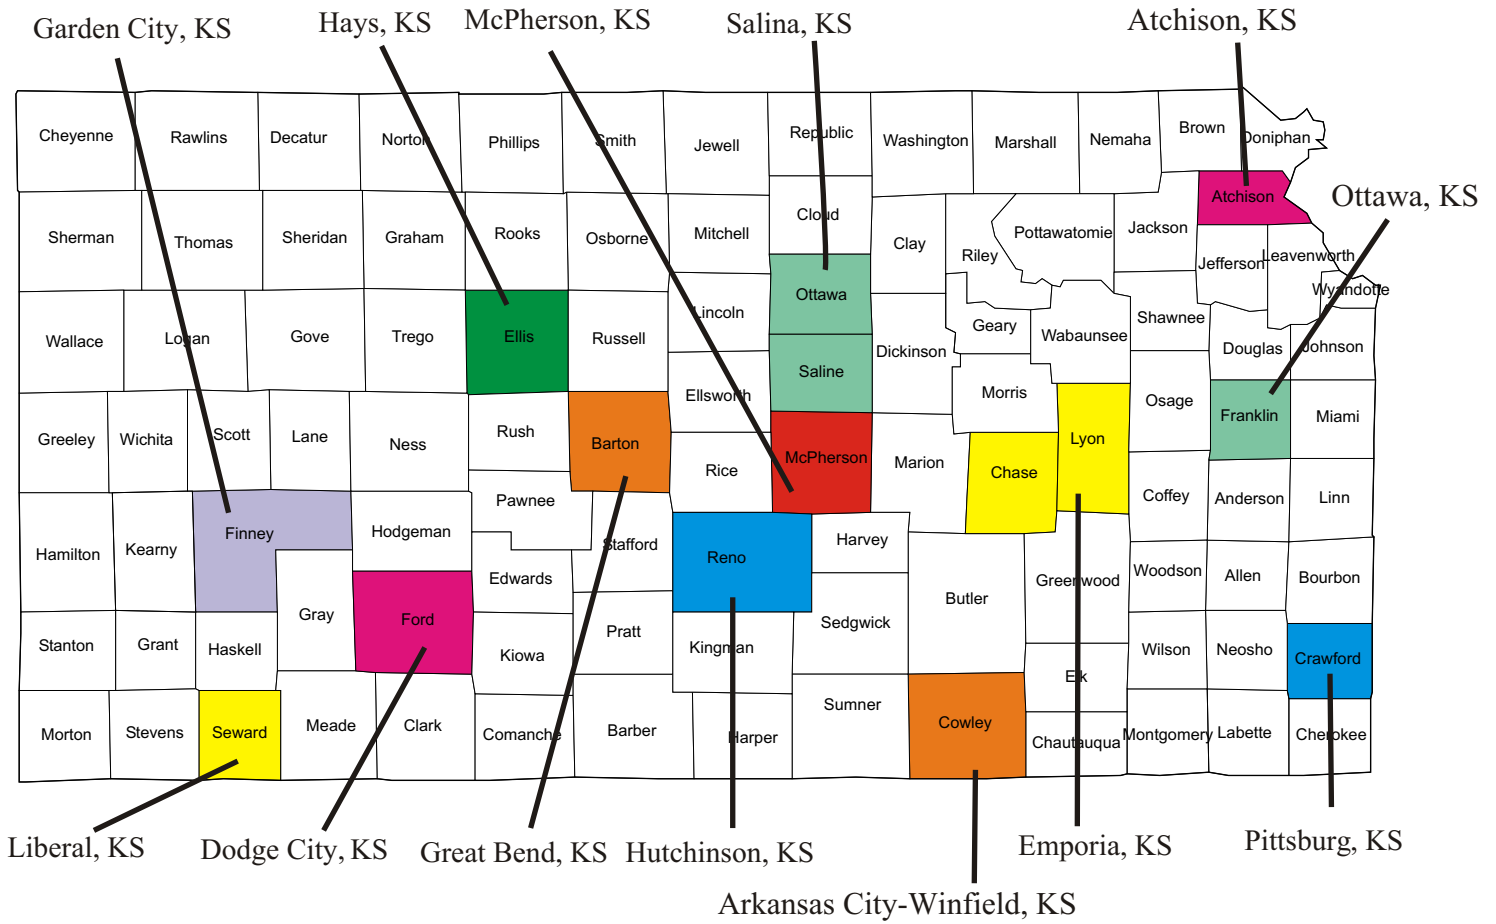 Garden City, KS
Hays, KS
McPherson, KS
Salina, KS
Atchison, KS
Ottawa, KS
Cheyenne
Rawlins
Decatur
Norton
Phillips
Smith
Jewell
Republic
Washington
Marshall
Nemaha
Brown
Doniphan
Atchison
Sherman
Thomas
Sheridan
Graham
Rooks
Osborne
Mitchell
Cloud
Clay
Riley
Pottawatomie
Jackson
Jefferson
Leavenworth
Wyandotte
Wallace
Logan
Gove
Trego
Ellis
Russell
Lincoln
Ottawa
Saline
Dickinson
Geary
Wabaunsee
Shawnee
Douglas
Johnson
Ellsworth
Morris
Osage
Franklin
Miami
Greeley
Wichita
Scott
Lane
Ness
Rush
Barton
Rice
McPherson
Marion
Chase
Lyon
Coffey
Anderson
Linn
Pawnee
Hamilton
Kearny
Finney
Hodgeman
Edwards
Stafford
Reno
Harvey
Butler
Greenwood
Woodson
Allen
Bourbon
Gray
Ford
Stanton
Grant
Haskell
Kiowa
Pratt
Kingman
Sedgwick
Elk
Wilson
Neosho
Crawford
Morton
Stevens
Seward
Meade
Clark
Comanche
Barber
Harper
Sumner
Cowley
Chautauqua
Montgomery
Labette
Cherokee
Liberal, KS
Dodge City, KS
Great Bend, KS
Hutchinson, KS
Emporia, KS
Pittsburg, KS
Arkansas City-Winfield, KS